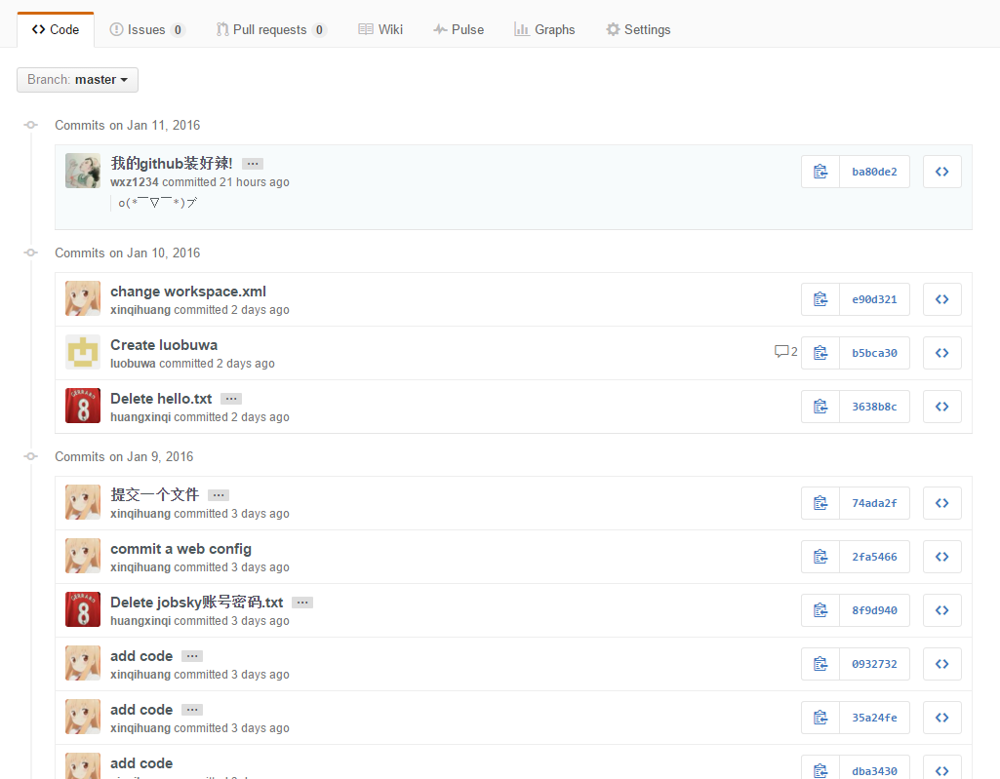 Code Issues 0 Pull requests 0 Wiki Pulse Graphs Settings
Branch: master
Commits on Jan 11, 2016
我的github装好辣! …
ba80de2
wxz1234 committed 21 hours ago
o(*￣▽￣*)ブ
Commits on Jan 10, 2016
change workspace.xml
e90d321
xinqihuang committed 2 days ago
Create luobuwa
2
b5bca30
luobuwa committed 2 days ago
Delete hello.txt …
3638b8c
huangxinqi committed 2 days ago
Commits on Jan 9, 2016
提交一个文件 …
74ada2f
xinqihuang committed 3 days ago
commit a web config
2fa5466
xinqihuang committed 3 days ago
Delete jobsky账号密码.txt …
8f9d940
huangxinqi committed 3 days ago
add code …
0932732
xinqihuang committed 3 days ago
add code …
35a24fe
xinqihuang committed 3 days ago
add code
dba3430